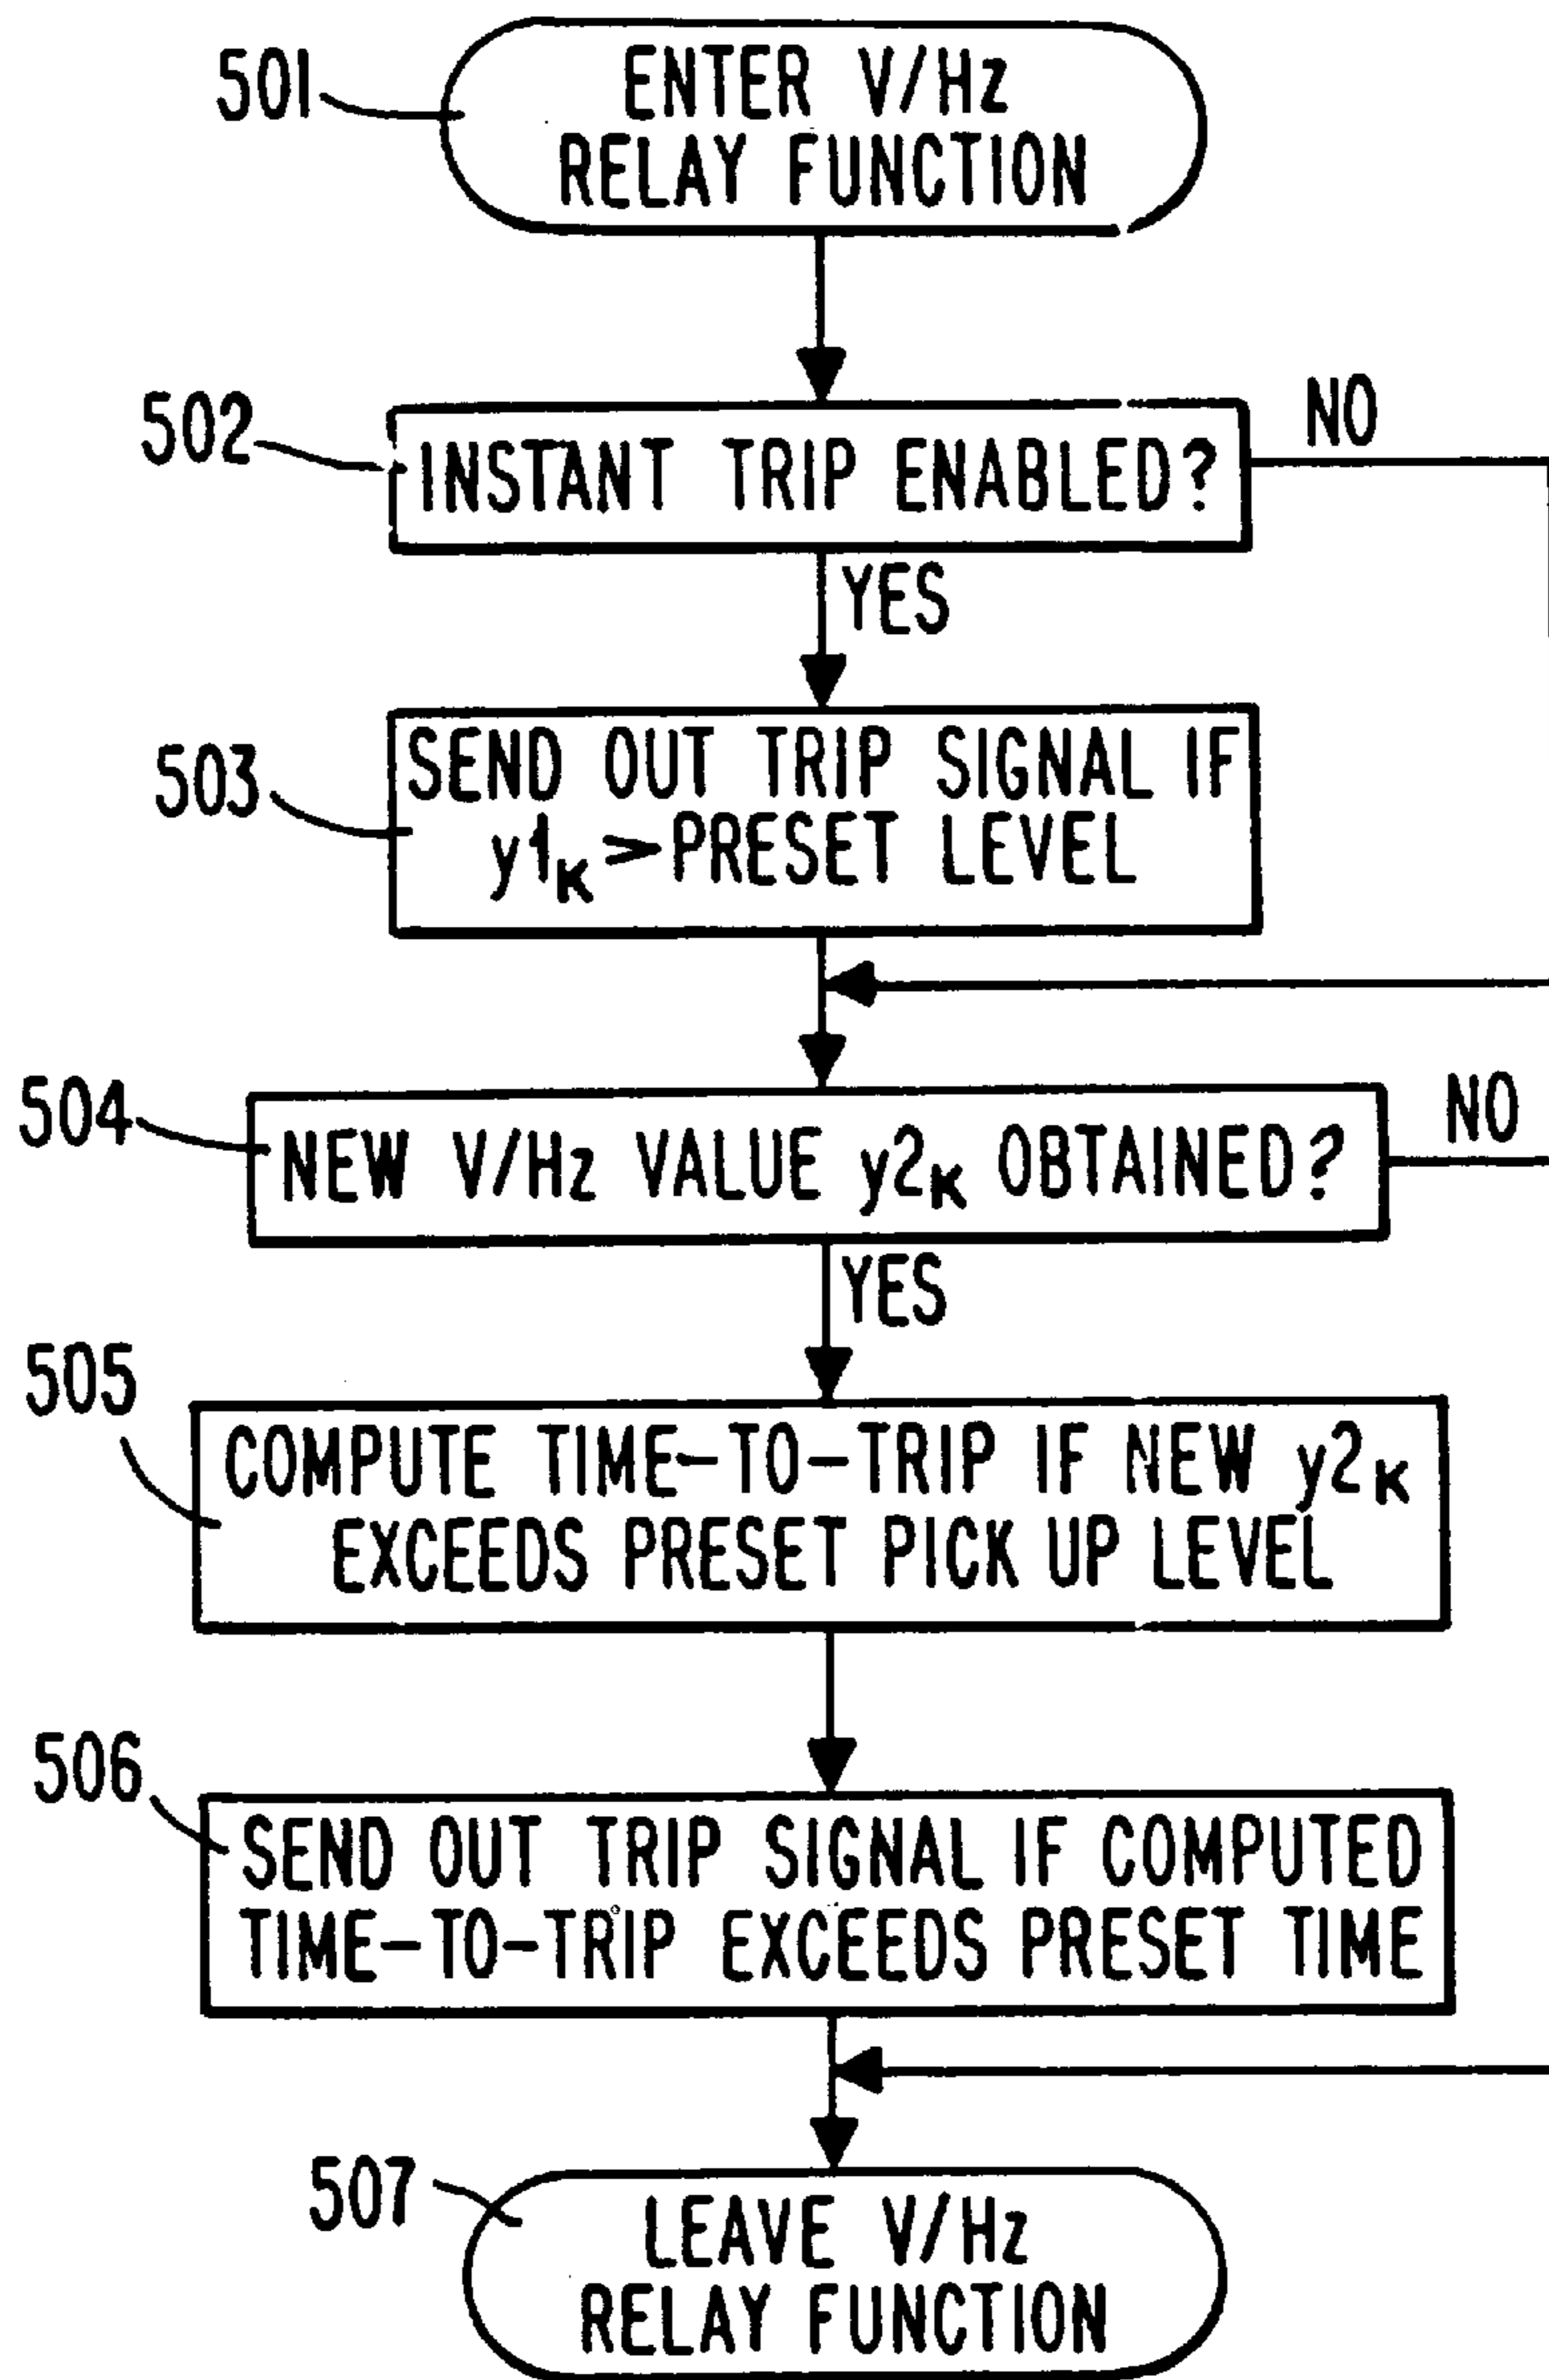 501
ENTER V/Hz
RELAY FUNCTION
502
INSTANT TRIP ENABLED?
NO
YES
503
SEND OUT TRIP SIGNAL IF
y1K > PRESET LEVEL
504
NEW V/Hz VALUE y2K OBTAINED?
NO
YES
505
COMPUTE TIME-TO-TRIP IF NEW y2K
EXCEEDS PRESET PICK UP LEVEL
506
SEND OUT TRIP SIGNAL IF COMPUTED
TIME-TO-TRIP EXCEEDS PRESET TIME
507
LEAVE V/Hz
RELAY FUNCTION